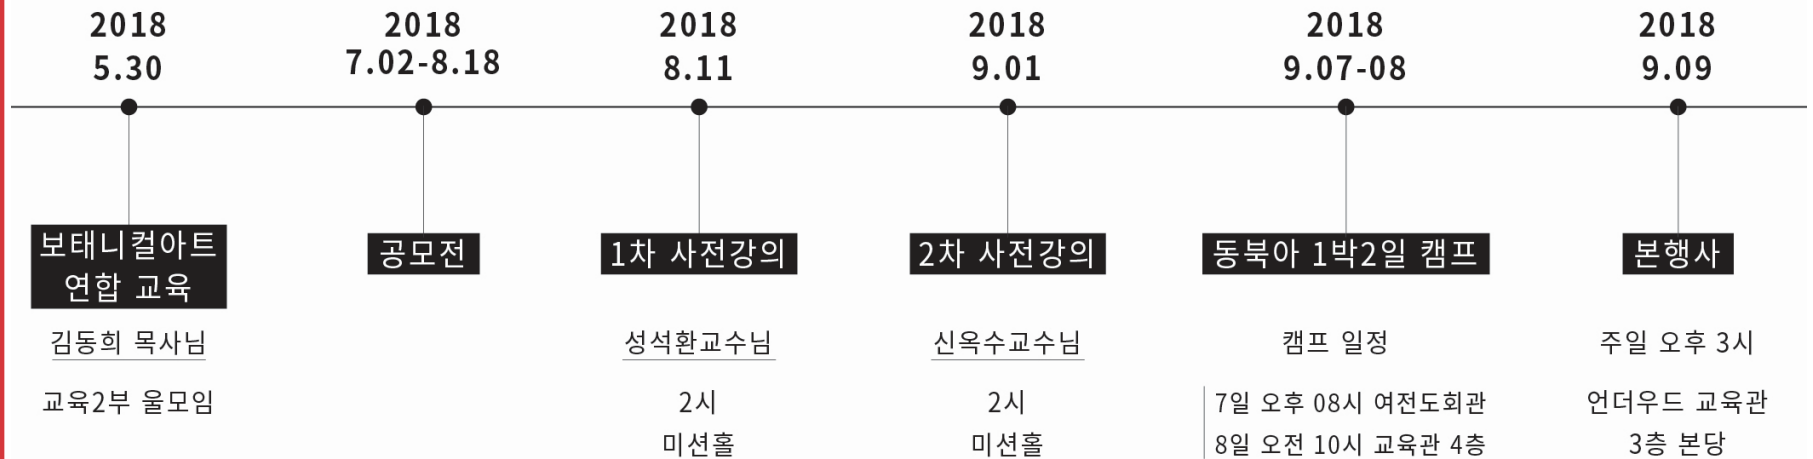 2018
5.30
보태니컬아트
연합 교육
김동희 목사님
교육2부 울모임
2018
7.02-8.18
공모전
2018
8.11
1차 사전강의
성석환교수님
2시
미션홀
2018
9.01
2차 사전강의
신옥수교수님
2시
미션홀
2018
9.07-08
동북아 1박2일 캠프
캠프 일정
7일 오후 08시 여전도회관
8일 오전 10시 교육관 4층
2018
9.09
본행사
주일 오후 3시
언더우드 교육관
3층 본당